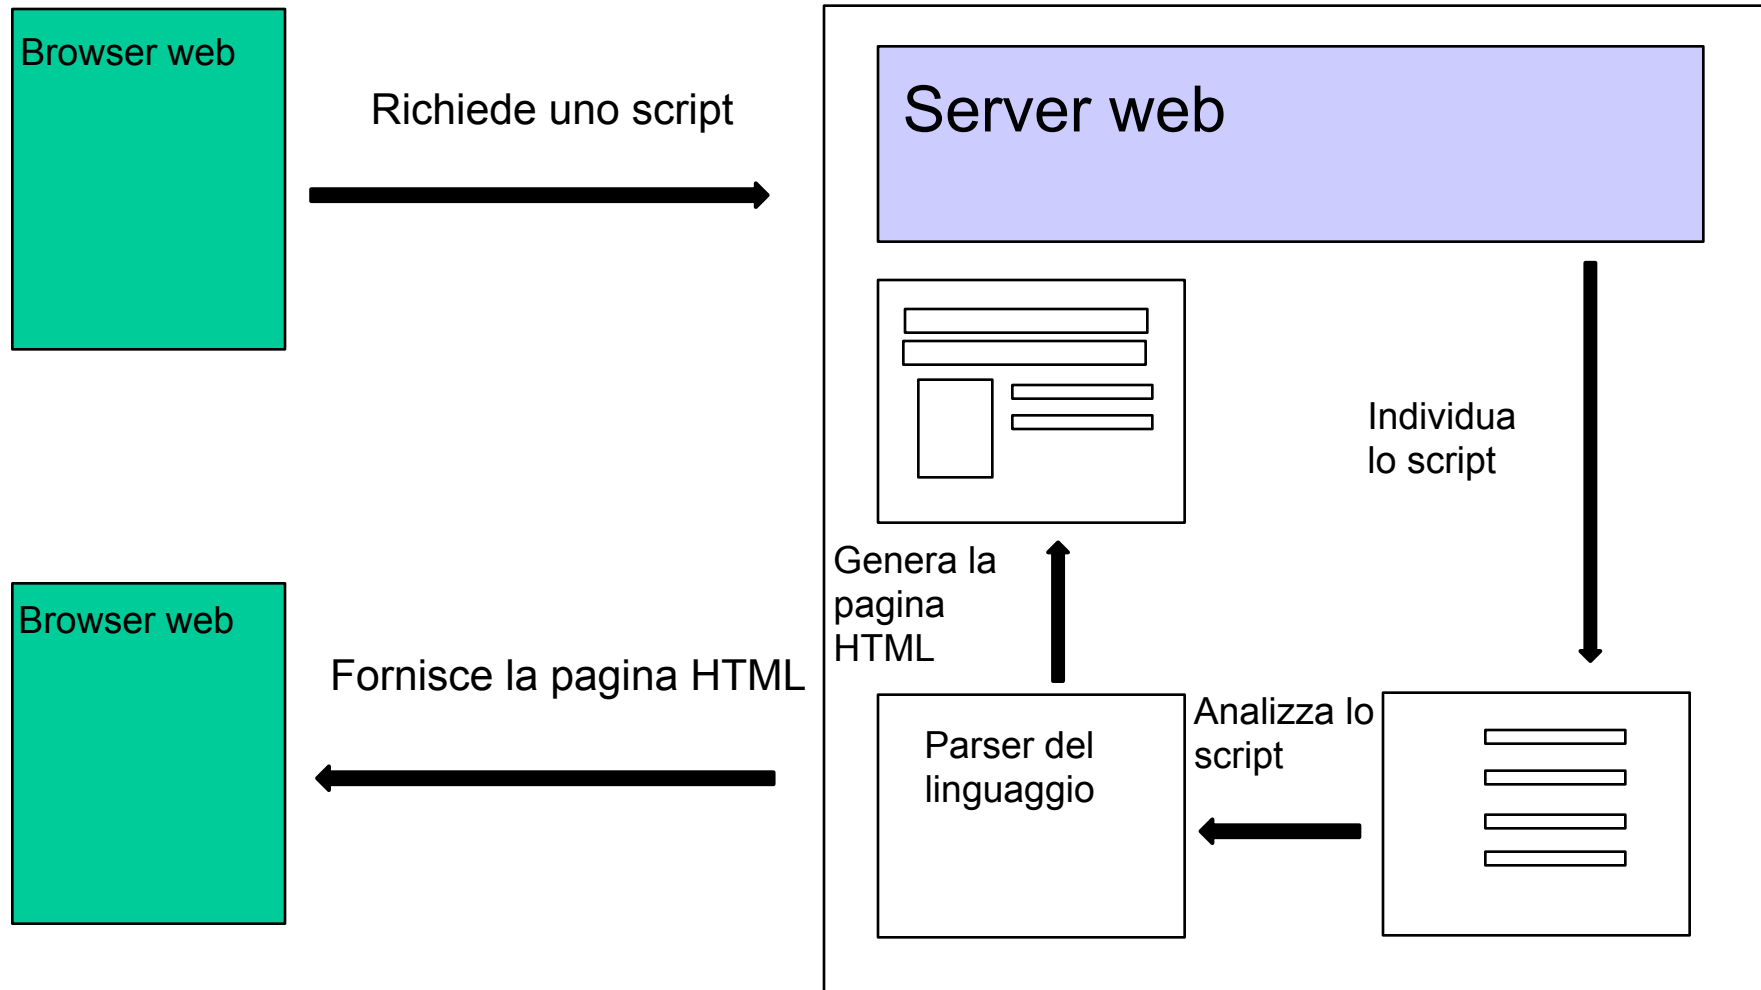 Browser web
Richiede uno script
Server web
Individua
lo script
Genera la
pagina
HTML
Browser web
Fornisce la pagina HTML
Parser del
linguaggio
Analizza lo
script